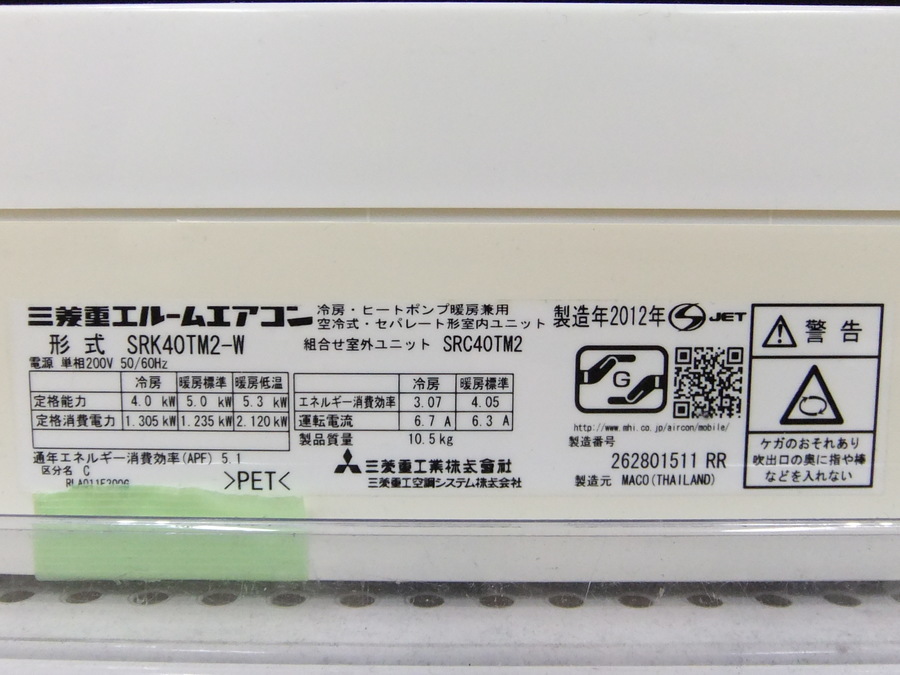 三菱重工ルームエアコン
冷房・ヒートポンプ暖房兼用
空冷式・セパレート形室内ユニット
製造年2012年
JET
形式 SRK40TM2-W
組合せ室外ユニット SRC40TM2
電源 単相200V 50/60Hz
冷房 暖房標準 暖房低温
定格能力 4.0 kW 5.0 kW 5.3 kW
定格消費電力 1.305 kW 1.235 kW 2.120 kW
冷房 暖房標準
エネルギー消費効率 3.07 4.05
運転電流 6.7 A 6.3 A
製品質量 10.5kg
通年エネルギー消費効率(APF) 5.1
区分名 C
>PET<
三菱重工業株式会社
三菱重工空調システム株式会社
G
http://www.mhi.co.jp/aircon/mobile/
製造番号
262801511 RR
製造元 MACO(THAILAND)
警告
ケガのおそれあり
吹出口の奥に指や棒
などを入れない